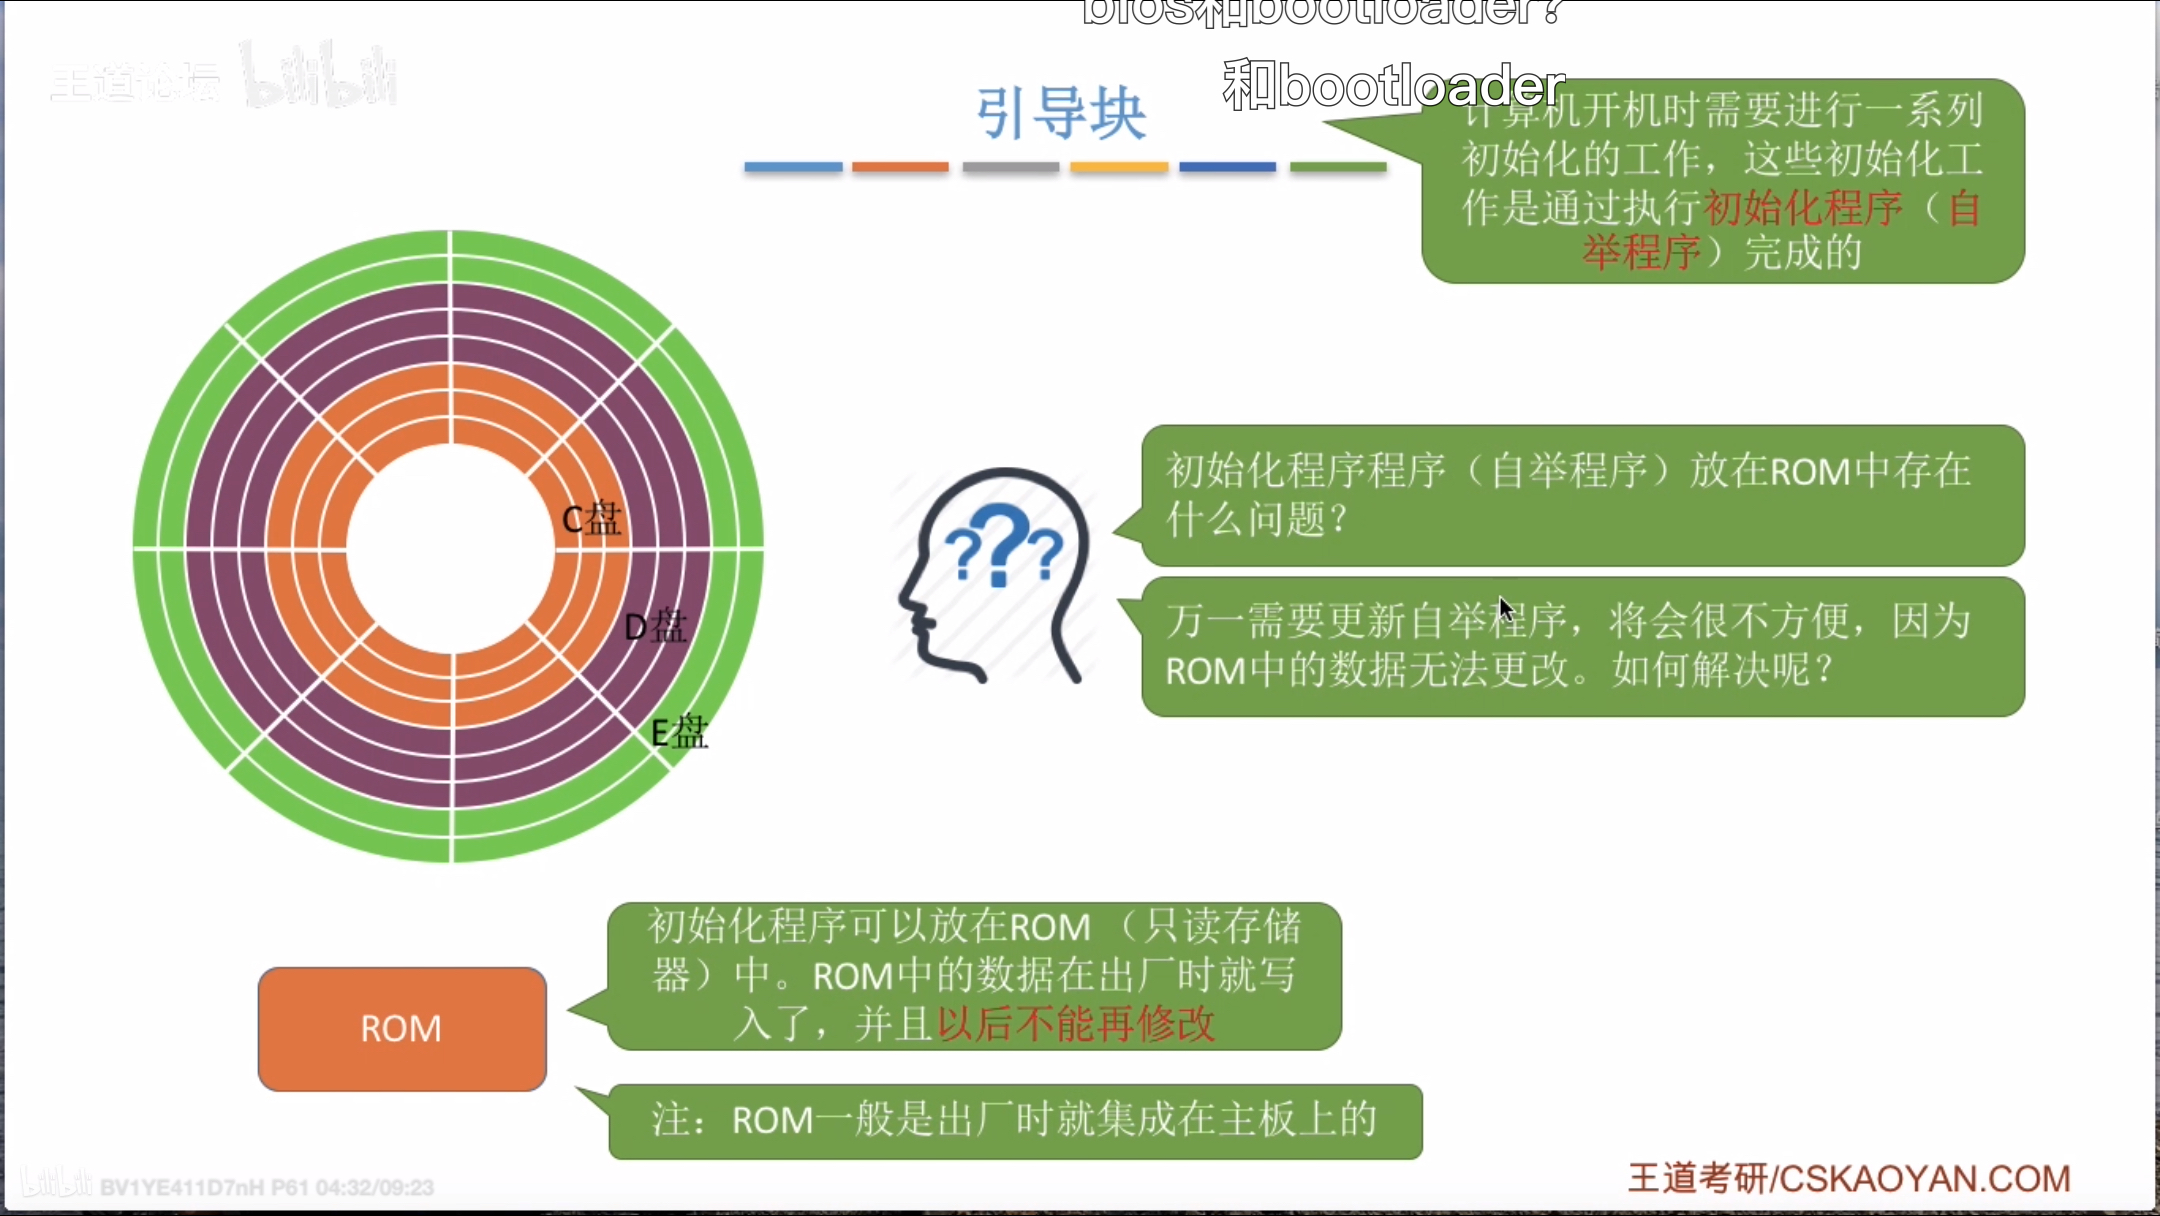 bios和bootloader?
和bootloader
王道论坛 bilibili
引导块
计算机开机时需要进行一系列
初始化的工作，这些初始化工
作是通过执行初始化程序（自
举程序）完成的
C盘
D盘
E盘
???
初始化程序程序（自举程序）放在ROM中存在
什么问题？
万一需要更新自举程序，将会很不方便，因为
ROM中的数据无法更改。如何解决呢？
初始化程序可以放在ROM（只读存储
器）中。ROM中的数据在出厂时就写
入了，并且以后不能再修改
ROM
注：ROM一般是出厂时就集成在主板上的
bilibili BV1YE411D7nH P61 04:32/09:23
王道考研/CSKAOYAN.COM